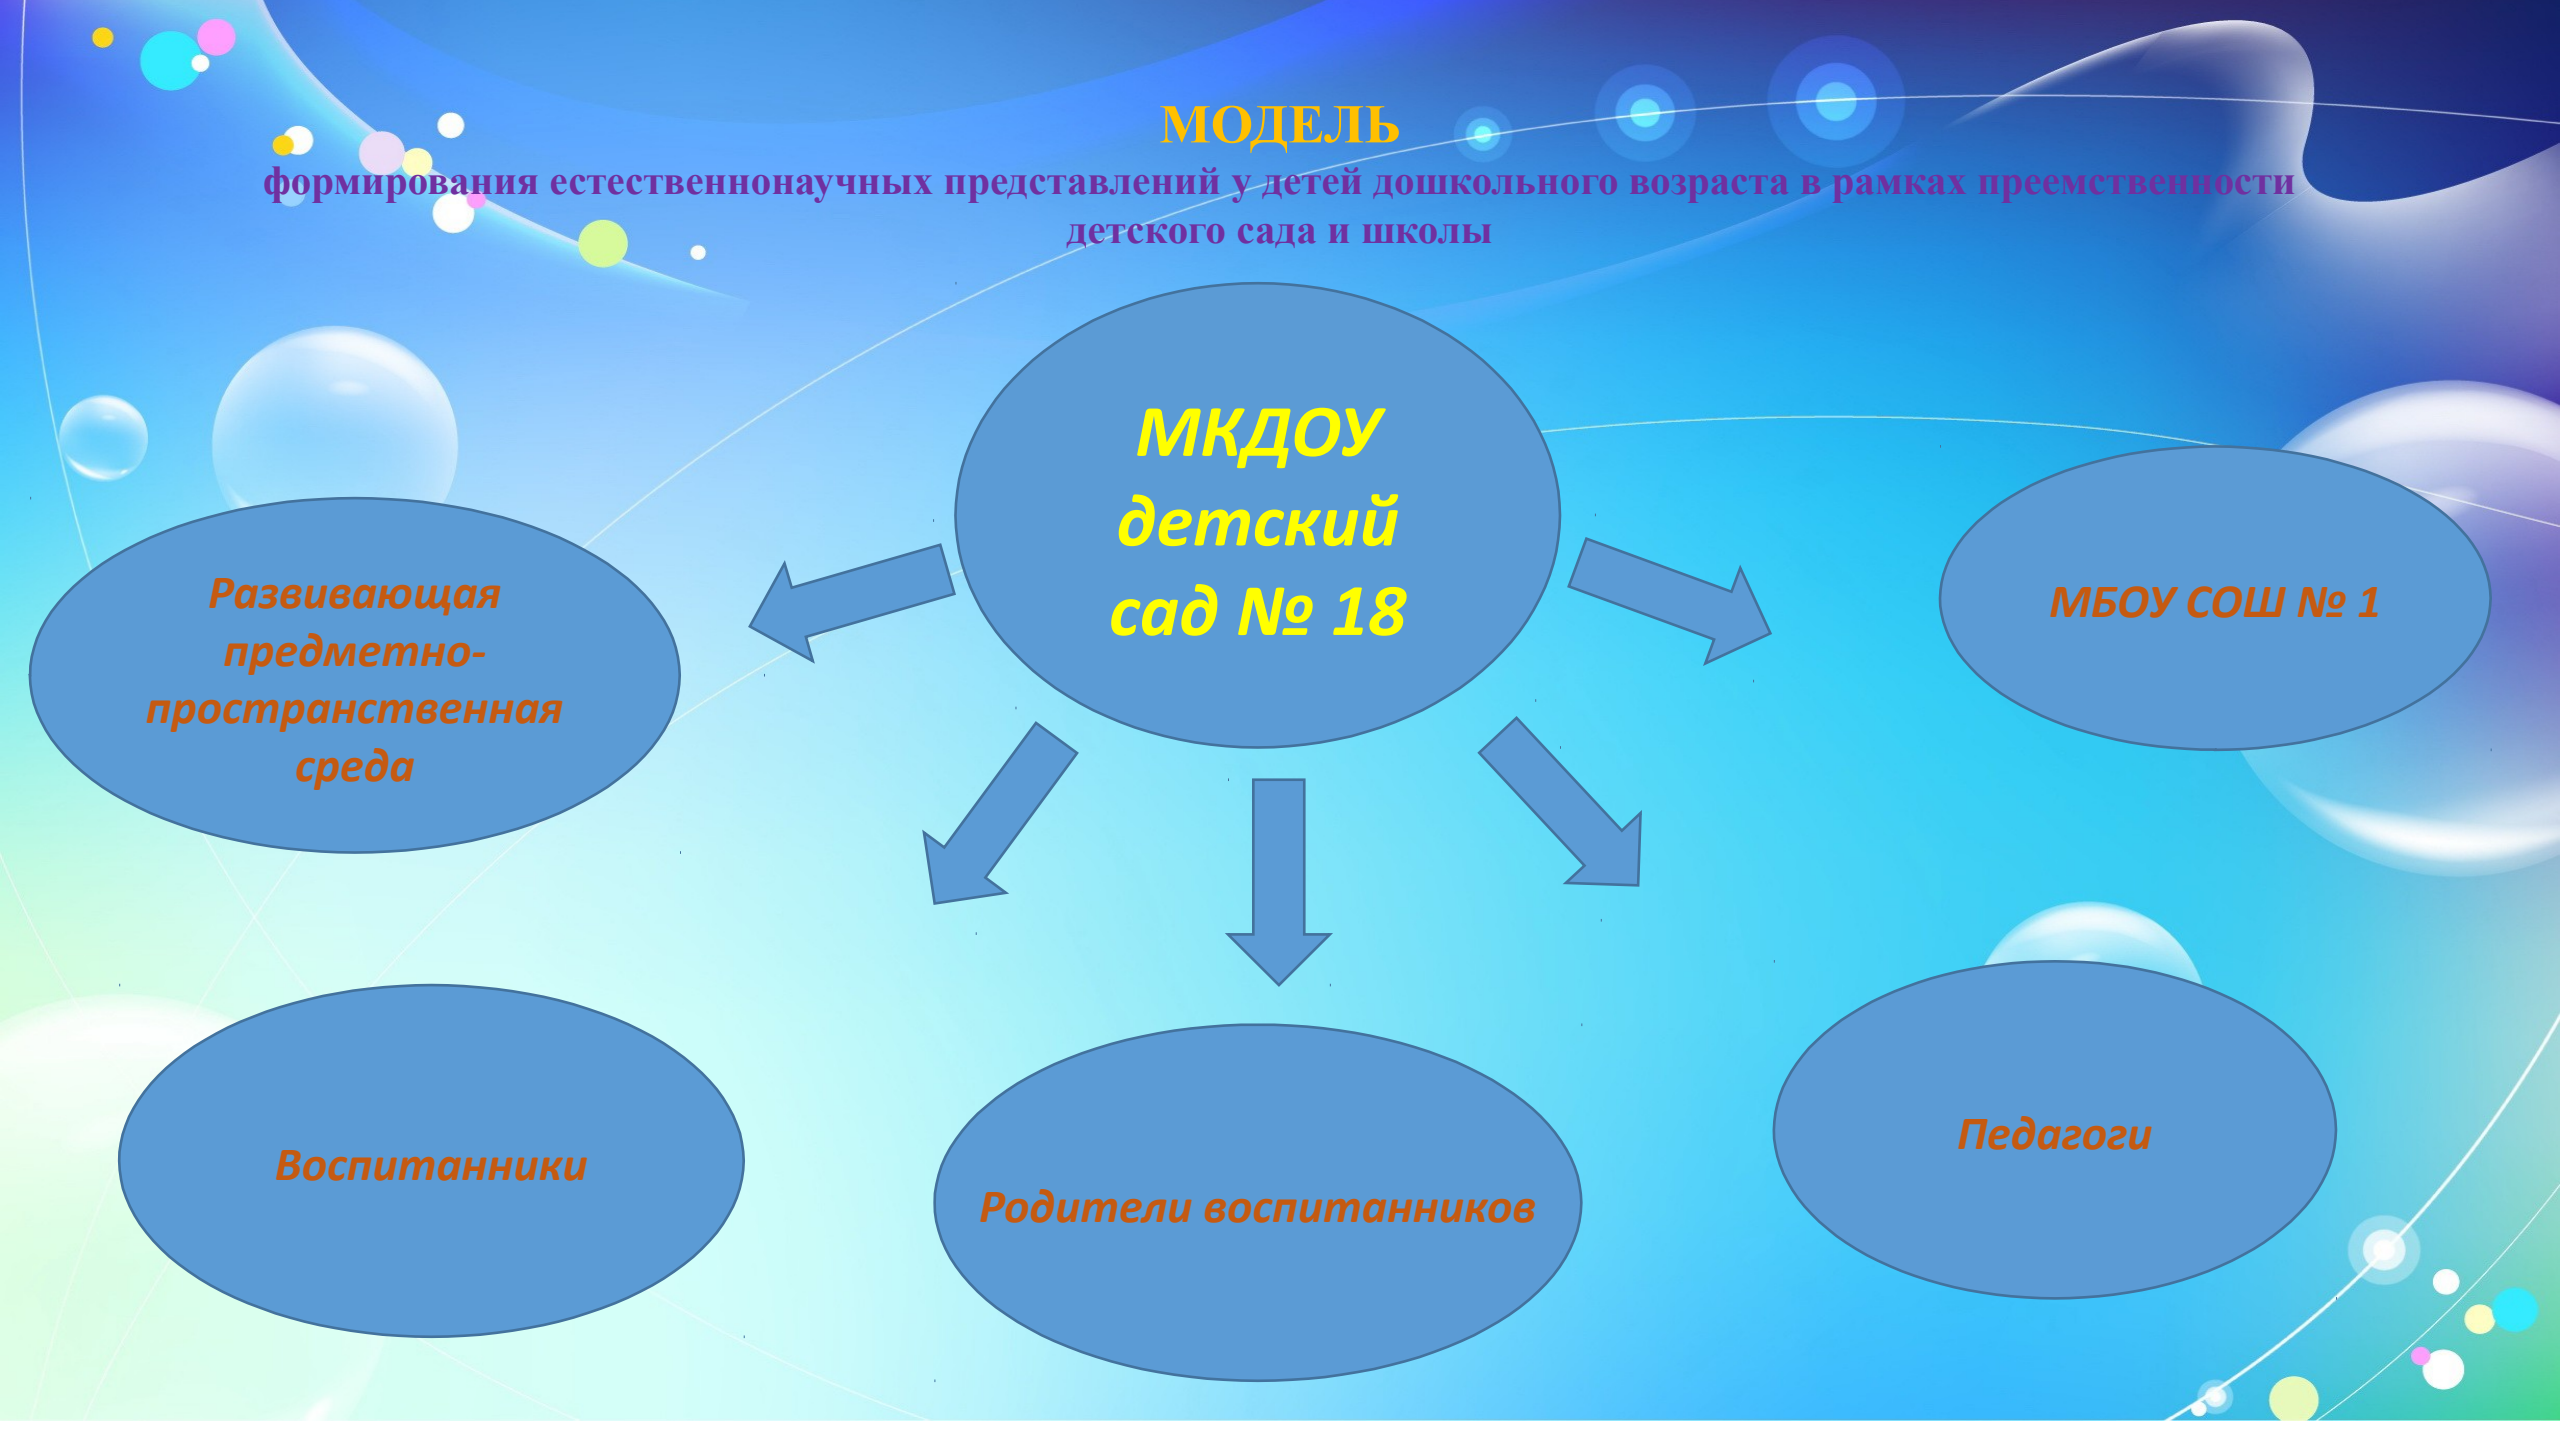 МОДЕЛЬ
формирования естественнонаучных представлений у детей дошкольного возраста в рамках преемственности
детского сада и школы
МКДОУ
детский
сад № 18
Развивающая
предметно-
пространственная
среда
МБОУ СОШ № 1
Воспитанники
Родители воспитанников
Педагоги